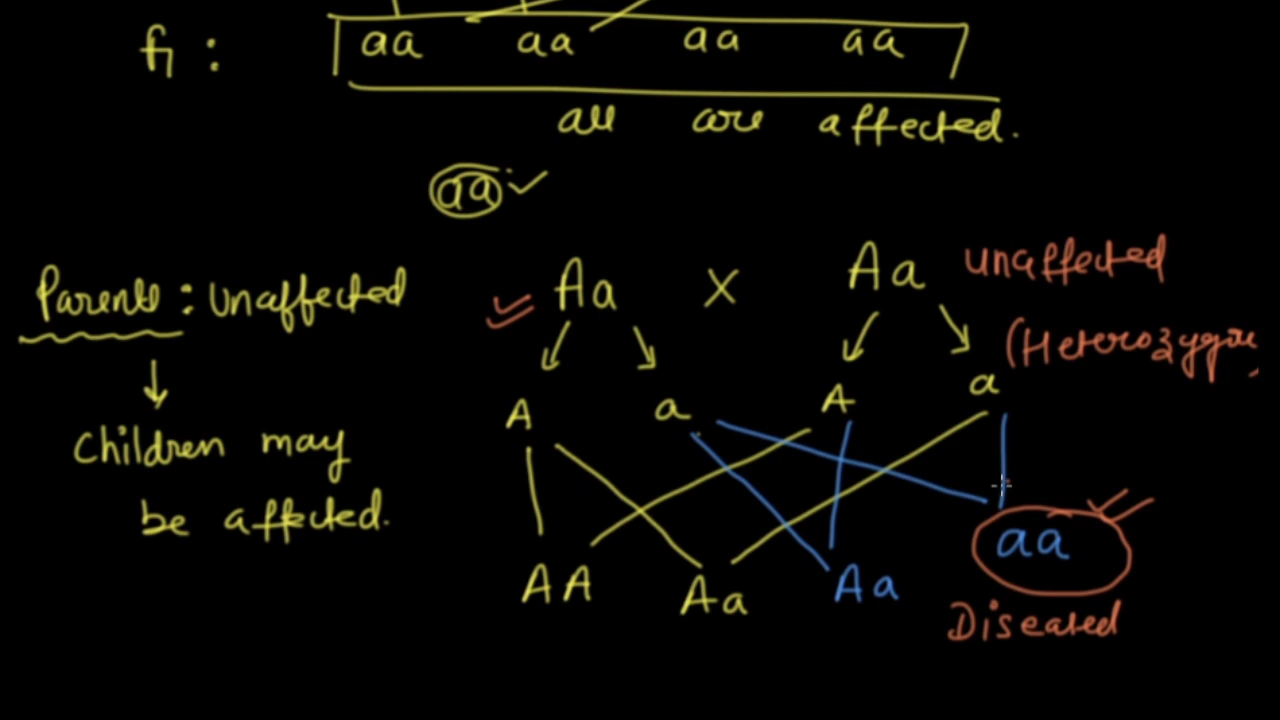 F1 : aa aa aa aa
all are affected.
aa
Parents : Unaffected Aa X Aa unaffected
(Heterozygous
A a A a
Children may
be affected.
AA Aa Aa aa
Diseased